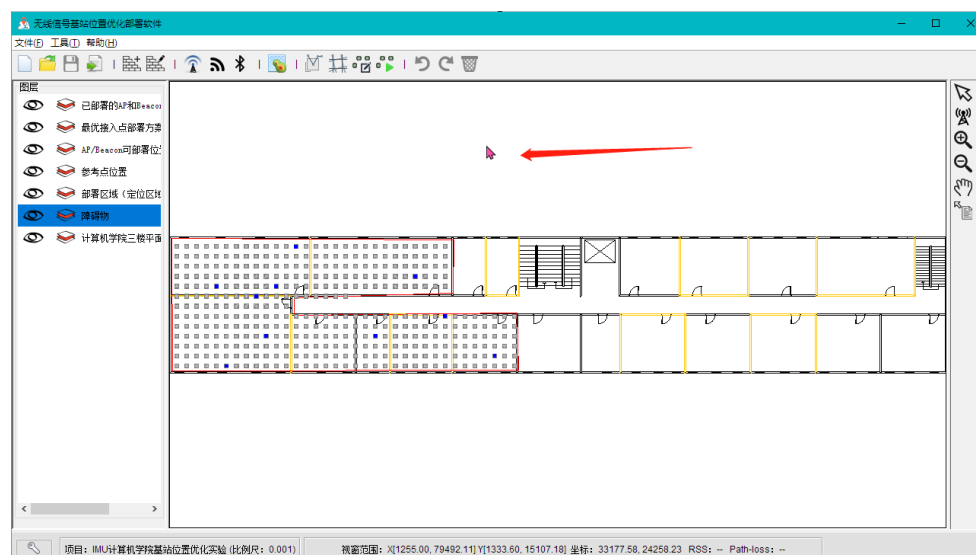 无线信号基站位置优化部署软件
文件(F) 工具(T) 帮助(H)
图层
已部署的AP和Beacon
最优接入点部署方案
AP/Beacon可部署位
参考点位置
部署区域（定位区域
障碍物
计算机学院三楼平面
项目: IMU计算机学院基站位置优化实验 (比例尺: 0.001)
视窗范围: X[1255.00, 79492.11] Y[1333.60, 15107.18] 坐标: 33177.58, 24258.23 RSS: -- Path-loss: --